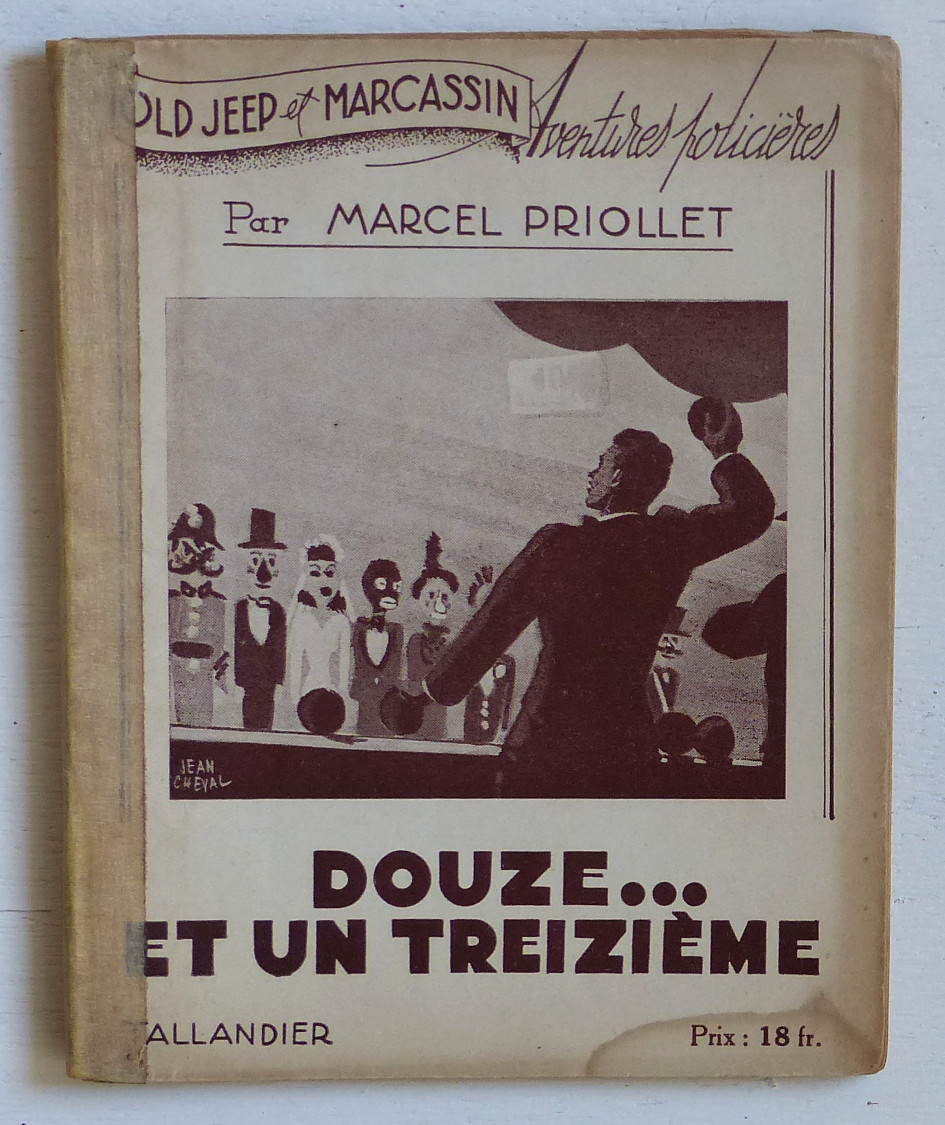 OLD JEEP et MARCASSIN
Aventures policières
Par MARCEL PRIOLLET
JEAN
CHEVAL
DOUZE...
ET UN TREIZIÈME
ALLANDIER
Prix : 18 fr.